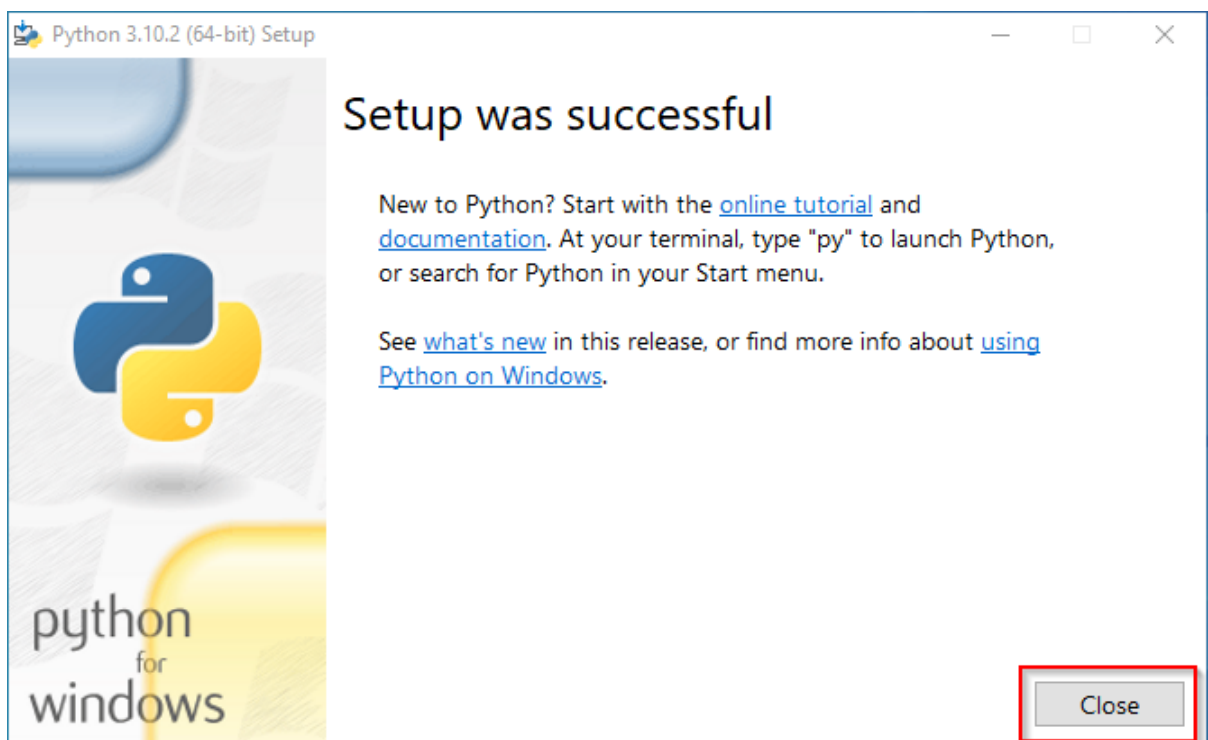 Python 3.10.2 (64-bit) Setup
Setup was successful
New to Python? Start with the online tutorial and
documentation. At your terminal, type "py" to launch Python,
or search for Python in your Start menu.
See what's new in this release, or find more info about using
Python on Windows.
python
for
windows
Close